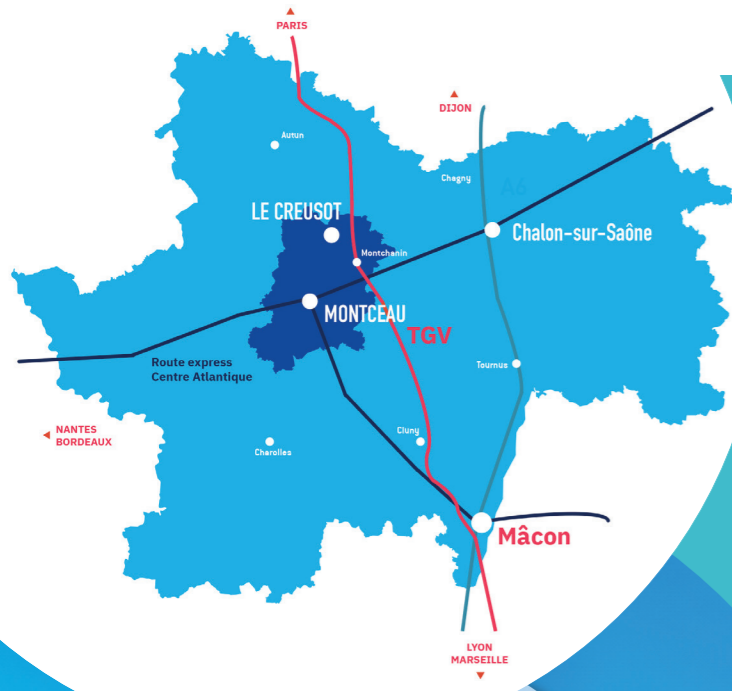 PARIS
DIJON
Autun
Chagny
A6
LE CREUSOT
Chalon-sur-Saône
Montchanin
MONTCEAU
TGV
Route express
Centre Atlantique
Tournus
NANTES
BORDEAUX
Cluny
Charolles
Mâcon
LYON
MARSEILLE